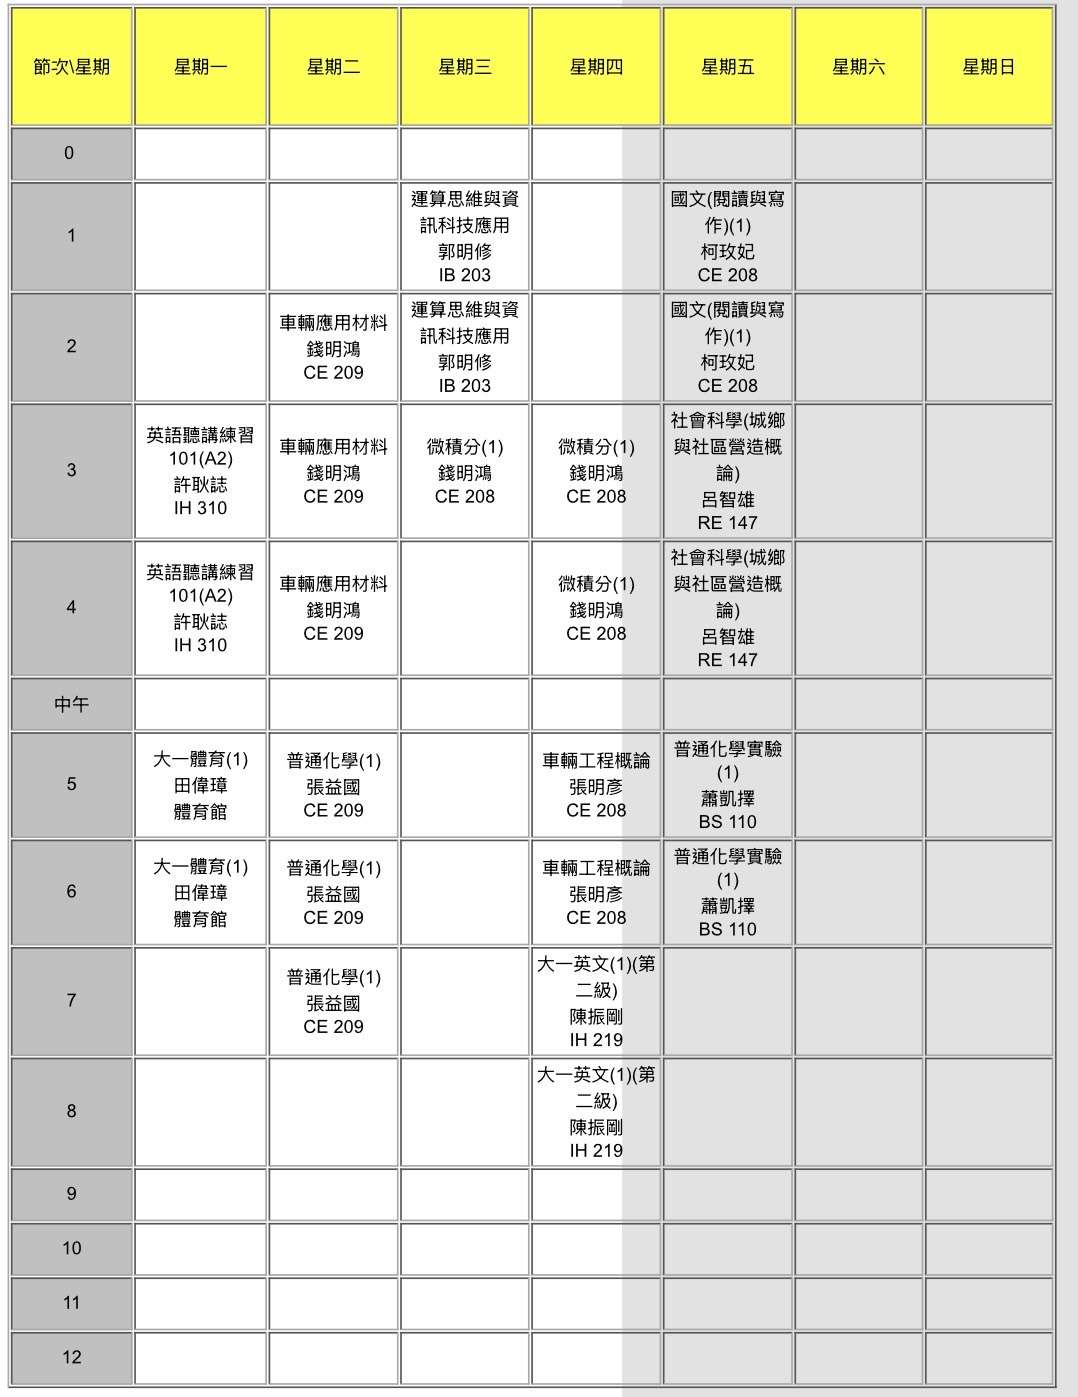 節次\星期 星期一 星期二 星期三 星期四 星期五 星期六 星期日
0
1
運算思維與資
訊科技應用
郭明修
IB 203
國文(閱讀與寫
作)(1)
柯玫妃
CE 208
2
車輛應用材料
錢明鴻
CE 209
運算思維與資
訊科技應用
郭明修
IB 203
國文(閱讀與寫
作)(1)
柯玫妃
CE 208
3
英語聽講練習
101(A2)
許耿誌
IH 310
車輛應用材料
錢明鴻
CE 209
微積分(1)
錢明鴻
CE 208
微積分(1)
錢明鴻
CE 208
社會科學(城鄉
與社區營造概
論)
呂智雄
RE 147
4
英語聽講練習
101(A2)
許耿誌
IH 310
車輛應用材料
錢明鴻
CE 209
微積分(1)
錢明鴻
CE 208
社會科學(城鄉
與社區營造概
論)
呂智雄
RE 147
中午
5
大一體育(1)
田偉璋
體育館
普通化學(1)
張益國
CE 209
車輛工程概論
張明彥
CE 208
普通化學實驗
(1)
蕭凱擇
BS 110
6
大一體育(1)
田偉璋
體育館
普通化學(1)
張益國
CE 209
車輛工程概論
張明彥
CE 208
普通化學實驗
(1)
蕭凱擇
BS 110
7
普通化學(1)
張益國
CE 209
大一英文(1)(第
二級)
陳振剛
IH 219
8
大一英文(1)(第
二級)
陳振剛
IH 219
9
10
11
12